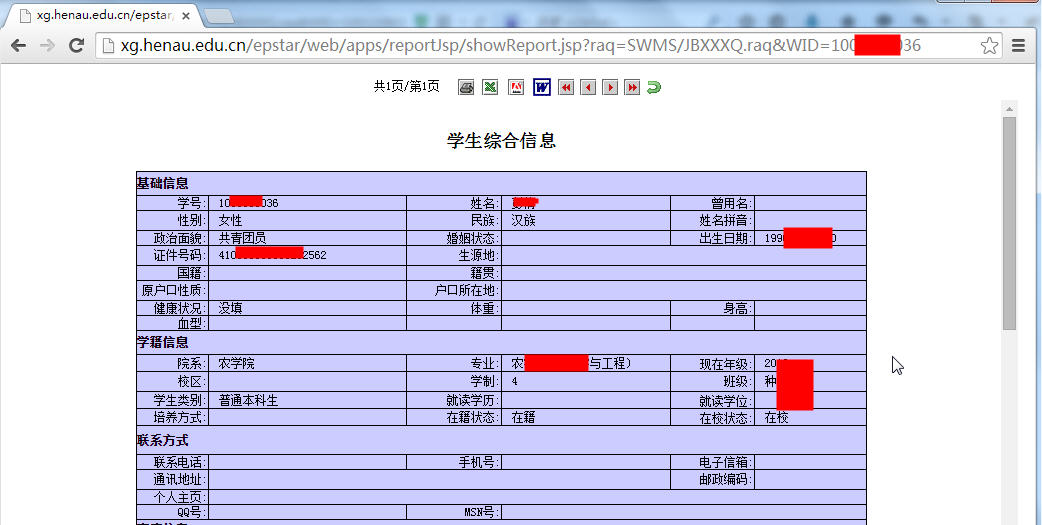 xg.henau.edu.cn/epstar/
xg.henau.edu.cn/epstar/web/apps/reportJsp/showReport.jsp?raq=SWMS/JBXXXQ.raq&WID=100 036
共1页/第1页
学生综合信息
基础信息
学号: 10 036 姓名: 曾用名:
性别: 女性 民族: 汉族 姓名拼音:
政治面貌: 共青团员 婚姻状态: 出生日期: 199 0
证件号码: 410 2562 生源地:
国籍: 籍贯:
原户口性质: 户口所在地:
健康状况: 没填 体重: 身高:
血型:
学籍信息
院系: 农学院 专业: 农 与工程） 现在年级: 20
校区: 学制: 4 班级: 种
学生类别: 普通本科生 就读学历: 就读学位:
培养方式: 在籍状态: 在籍 在校状态: 在校
联系方式
联系电话: 手机号: 电子信箱:
通讯地址: 邮政编码:
个人主页:
QQ号: MSN号: